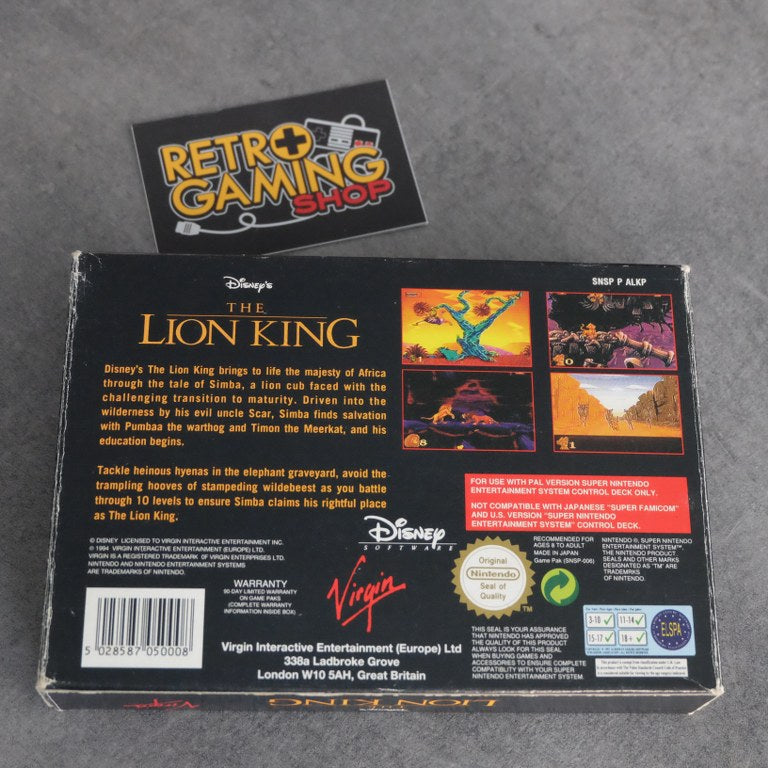 RETRO
GAMING
SHOP
Disney's
THE
LION KING
SNSP P ALKP
Disney's The Lion King brings to life the majesty of Africa
through the tale of Simba, a lion cub faced with the
challenging transition to maturity. Driven into the
wilderness by his evil uncle Scar, Simba finds salvation
with Pumbaa the warthog and Timon the Meerkat, and his
education begins.
Tackle heinous hyenas in the elephant graveyard, avoid the
trampling hooves of stampeding wildebeest as you battle
through 10 levels to ensure Simba claims his rightful place
as The Lion King.
0
8
1
FOR USE WITH PAL VERSION SUPER NINTENDO
ENTERTAINMENT SYSTEM CONTROL DECK ONLY.
NOT COMPATIBLE WITH JAPANESE "SUPER FAMICOM"
AND U.S. VERSION "SUPER NINTENDO
ENTERTAINMENT SYSTEM" CONTROL DECK.
© DISNEY. LICENSED TO VIRGIN INTERACTIVE ENTERTAINMENT INC.
© 1994 VIRGIN INTERACTIVE ENTERTAINMENT (EUROPE) LTD.
VIRGIN IS A REGISTERED TRADEMARK OF VIRGIN ENTERPRISES LTD.
NINTENDO AND NINTENDO ENTERTAINMENT SYSTEMS
ARE TRADEMARKS OF NINTENDO.
Disney
SOFTWARE
WARRANTY
90-DAY LIMITED WARRANTY
ON GAME PAKS
(COMPLETE WARRANTY
INFORMATION INSIDE BOX)
Virgin
5 028587 050008
Virgin Interactive Entertainment (Europe) Ltd
338a Ladbroke Grove
London W10 5AH, Great Britain
Original
Nintendo
Seal of
Quality
TM
RECOMMENDED FOR
AGES 8 TO ADULT
MADE IN JAPAN
Game Pak (SNSP-006)
NINTENDO ®, SUPER NINTENDO
ENTERTAINMENT SYSTEM™,
THE NINTENDO PRODUCT
SEALS AND OTHER MARKS
DESIGNATED AS "TM" ARE
TRADEMRKS
OF NINTENDO.
THIS SEAL IS YOUR ASSURANCE
THAT NINTENDO HAS APPROVED
THE QUALITY OF THIS PRODUCT.
ALWAYS LOOK FOR THIS SEAL
WHEN BUYING GAMES AND
ACCESSORIES TO ENSURE COMPLETE
COMPATIBILITY WITH YOUR SUPER
NINTENDO ENTERTAINMENT SYSTEM.
3-10 11-14
15-17 18+
ELSPA
Virgin
LION KING